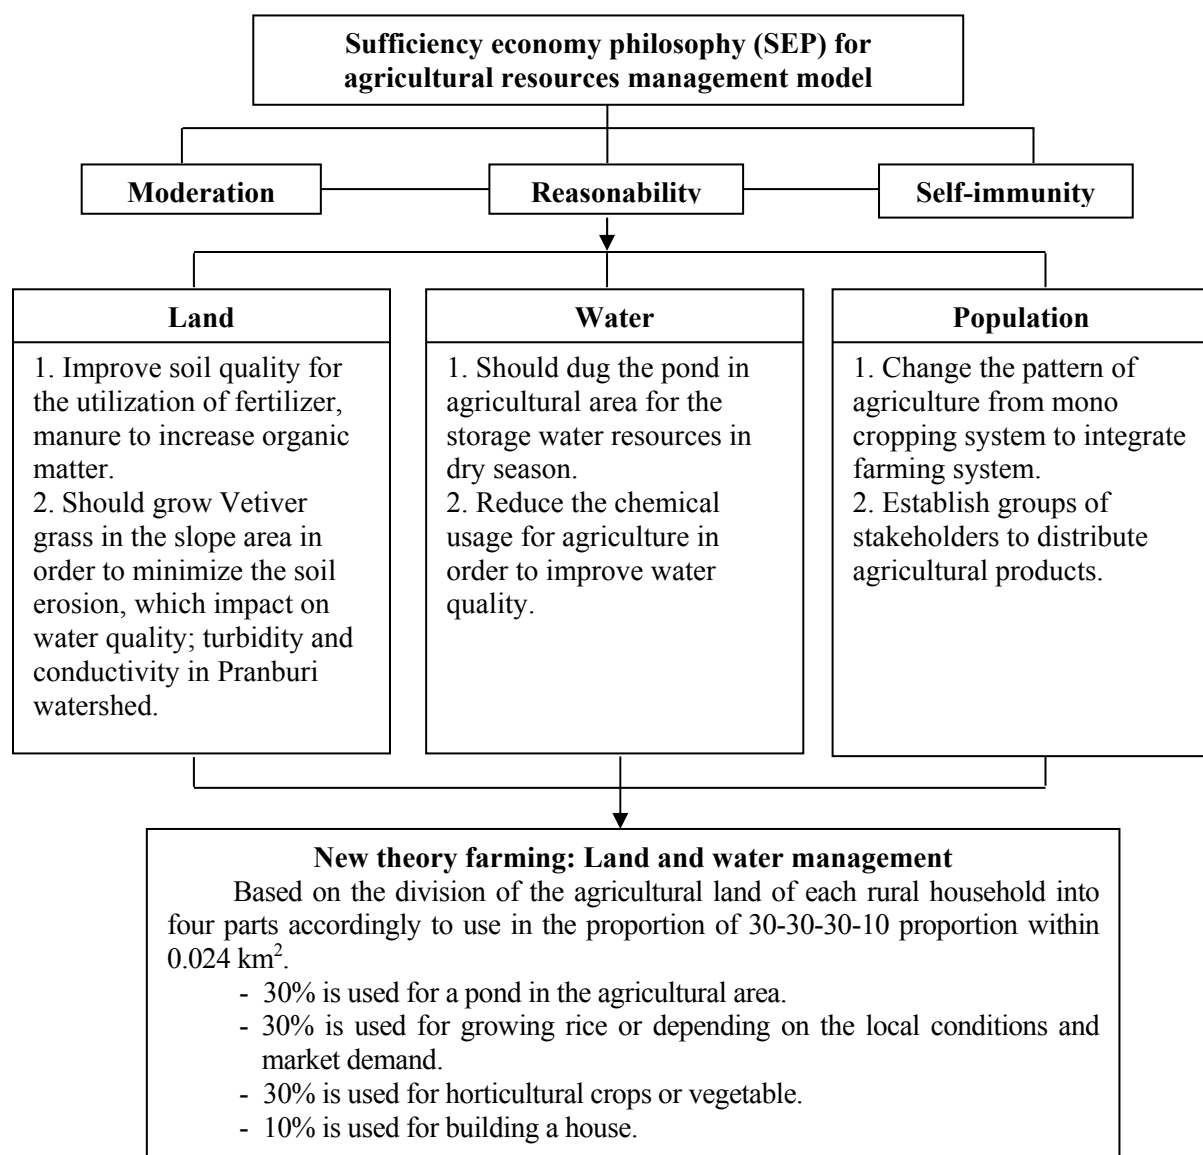 Sufficiency economy philosophy (SEP) for
agricultural resources management model
Moderation
Reasonability
Self-immunity
Land
1. Improve soil quality for
the utilization of fertilizer,
manure to increase organic
matter.
2. Should grow Vetiver
grass in the slope area in
order to minimize the soil
erosion, which impact on
water quality; turbidity and
conductivity in Pranburi
watershed.
Water
1. Should dug the pond in
agricultural area for the
storage water resources in
dry season.
2. Reduce the chemical
usage for agriculture in
order to improve water
quality.
Population
1. Change the pattern of
agriculture from mono
cropping system to integrate
farming system.
2. Establish groups of
stakeholders to distribute
agricultural products.
New theory farming: Land and water management
Based on the division of the agricultural land of each rural household into
four parts accordingly to use in the proportion of 30-30-30-10 proportion within
0.024 km².
- 30% is used for a pond in the agricultural area.
- 30% is used for growing rice or depending on the local conditions and
market demand.
- 30% is used for horticultural crops or vegetable.
- 10% is used for building a house.